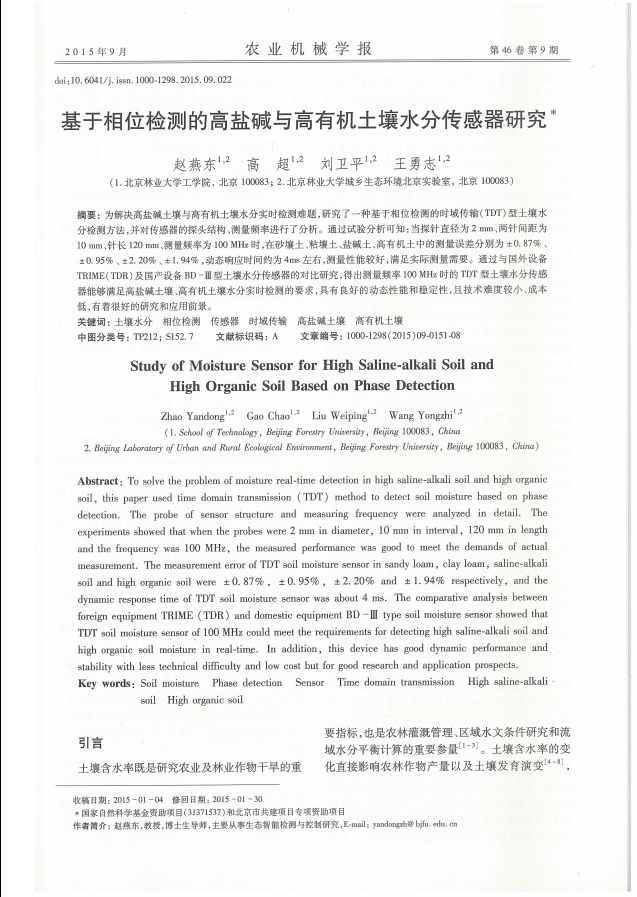 2015年9月 农业机械学报 第46卷第9期
doi:10.6041/j.issn.1000-1298.2015.09.022
基于相位检测的高盐碱与高有机土壤水分传感器研究*
赵燕东1,2 高 超1,2 刘卫平1,2 王勇志1,2
(1.北京林业大学工学院,北京 100083; 2.北京林业大学城乡生态环境北京实验室,北京 100083)
摘要:为解决高盐碱土壤与高有机土壤水分实时检测难题,研究了一种基于相位检测的时域传输(TDT)型土壤水
分检测方法,并对传感器的探头结构、测量频率进行了分析。通过试验分析可知:当探针直径为2 mm、两针间距为
10 mm、针长120 mm、测量频率为100 MHz时,在砂壤土、粘壤土、盐碱土、高有机土中的测量误差分别为±0.87%、
±0.95%、±2.20%、±1.94%,动态响应时间约为4ms左右,测量性能较好,满足实际测量需要。通过与国外设备
TRIME(TDR)及国产设备BD-Ⅲ型土壤水分传感器的对比研究,得出测量频率100 MHz时的TDT型土壤水分传感
器能够满足高盐碱土壤、高有机土壤水分实时检测的要求,具有良好的动态性能和稳定性,且技术难度较小、成本
低,有着很好的研究和应用前景。
关键词:土壤水分 相位检测 传感器 时域传输 高盐碱土壤 高有机土壤
中图分类号:TP212; S152.7 文献标识码:A 文章编号:1000-1298(2015)09-0151-08
Study of Moisture Sensor for High Saline-alkali Soil and
High Organic Soil Based on Phase Detection
Zhao Yandong1,2 Gao Chao1,2 Liu Weiping1,2 Wang Yongzhi1,2
(1. School of Technology, Beijing Forestry University, Beijing 100083, China
2. Beijing Laboratory of Urban and Rural Ecological Environment, Beijing Forestry University, Beijing 100083, China)
Abstract: To solve the problem of moisture real-time detection in high saline-alkali soil and high organic
soil, this paper used time domain transmission (TDT) method to detect soil moisture based on phase
detection. The probe of sensor structure and measuring frequency were analyzed in detail. The
experiments showed that when the probes were 2 mm in diameter, 10 mm in interval, 120 mm in length
and the frequency was 100 MHz, the measured performance was good to meet the demands of actual
measurement. The measurement error of TDT soil moisture sensor in sandy loam, clay loam, saline-alkali
soil and high organic soil were ±0.87%, ±0.95%, ±2.20% and ±1.94% respectively, and the
dynamic response time of TDT soil moisture sensor was about 4 ms. The comparative analysis between
foreign equipment TRIME (TDR) and domestic equipment BD-Ⅲ type soil moisture sensor showed that
TDT soil moisture sensor of 100 MHz could meet the requirements for detecting high saline-alkali soil and
high organic soil moisture in real-time. In addition, this device has good dynamic performance and
stability with less technical difficulty and low cost but for good research and application prospects.
Key words: Soil moisture Phase detection Sensor Time domain transmission High saline-alkali
soil High organic soil
引言
土壤含水率既是研究农业及林业作物干旱的重
要指标,也是农林灌溉管理、区域水文条件研究和流
域水分平衡计算的重要参量[1-3]。土壤含水率的变
化直接影响农林作物产量以及土壤发育演变[4-8],
收稿日期:2015-01-04 修回日期:2015-01-30
*国家自然科学基金资助项目(31371537)和北京市共建项目专项资助项目
作者简介:赵燕东,教授,博士生导师,主要从事生态智能检测与控制研究,E-mail: yandongzh@bjfu.edu.cn